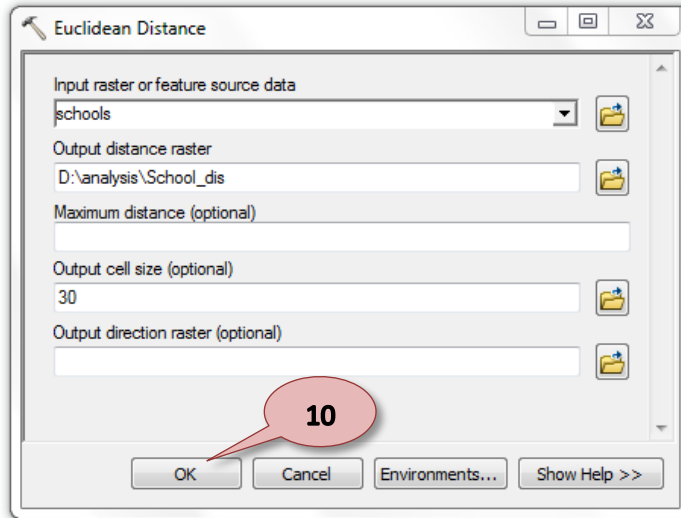 Euclidean Distance
Input raster or feature source data
schools
Output distance raster
D:\analysis\School_dis
Maximum distance (optional)
Output cell size (optional)
30
Output direction raster (optional)
10
OK Cancel Environments... Show Help >>